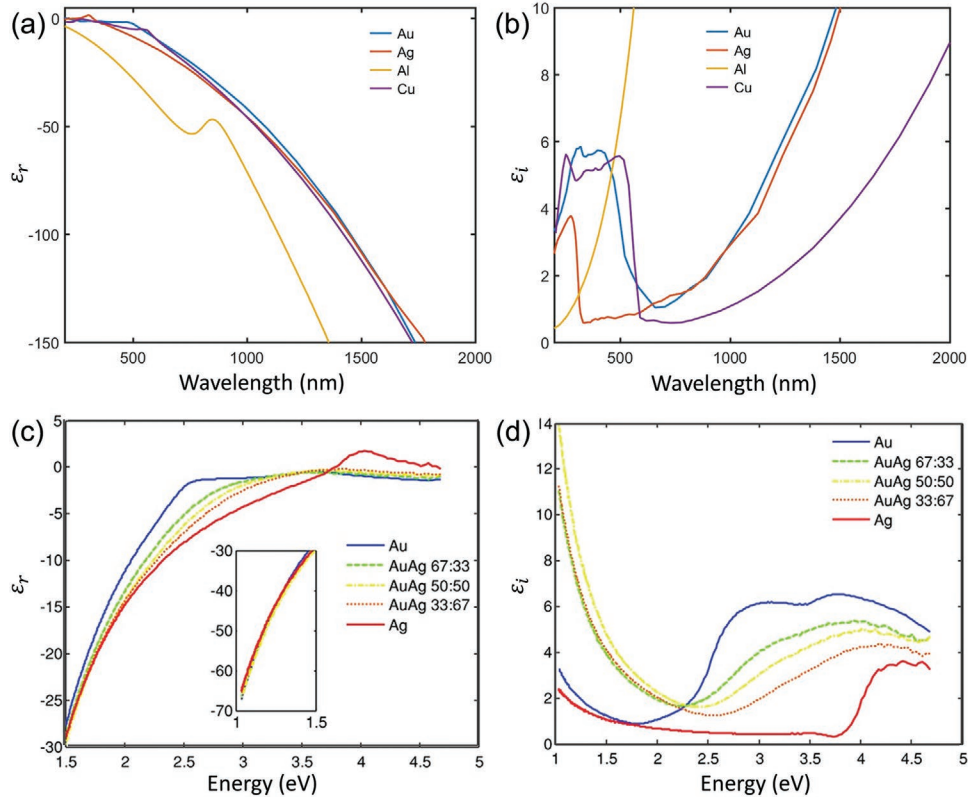 (a)
0
-50
-100
-150
εr
Au
Ag
Al
Cu
500
1000
1500
2000
Wavelength (nm)
(b)
10
8
6
4
2
0
εi
Au
Ag
Al
Cu
500
1000
1500
2000
Wavelength (nm)
(c)
5
0
-5
-10
-15
-20
-25
-30
εr
Au
AuAg 67:33
AuAg 50:50
AuAg 33:67
Ag
-30
-40
-50
-60
-70
1
1.5
1.5
2
2.5
3
3.5
4
4.5
5
Energy (eV)
(d)
14
12
10
8
6
4
2
0
εi
Au
AuAg 67:33
AuAg 50:50
AuAg 33:67
Ag
1
1.5
2
2.5
3
3.5
4
4.5
5
Energy (eV)